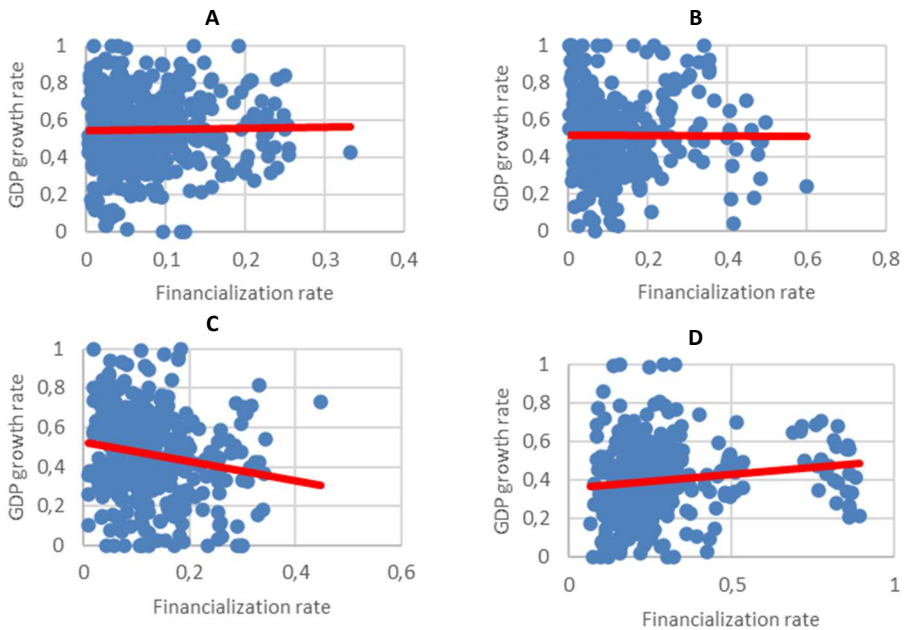 A
GDP growth rate
1
0,8
0,6
0,4
0,2
0
0 0,1 0,2 0,3 0,4
Financialization rate
B
GDP growth rate
1
0,8
0,6
0,4
0,2
0
0 0,2 0,4 0,6 0,8
Financialization rate
C
GDP growth rate
1
0,8
0,6
0,4
0,2
0
0 0,2 0,4 0,6
Financialization rate
D
GDP growth rate
1
0,8
0,6
0,4
0,2
0
0 0,5 1
Financialization rate